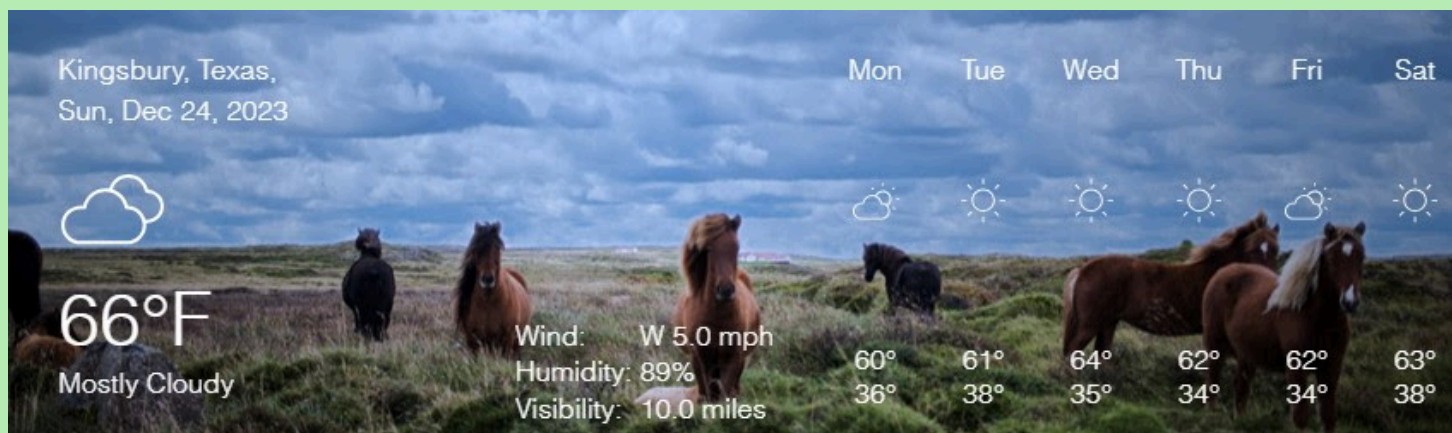 Kingsbury, Texas,
Sun, Dec 24, 2023
66°F
Mostly Cloudy
Wind: W 5.0 mph
Humidity: 89%
Visibility: 10.0 miles
Mon Tue Wed Thu Fri Sat
60° 61° 64° 62° 62° 63°
36° 38° 35° 34° 34° 38°